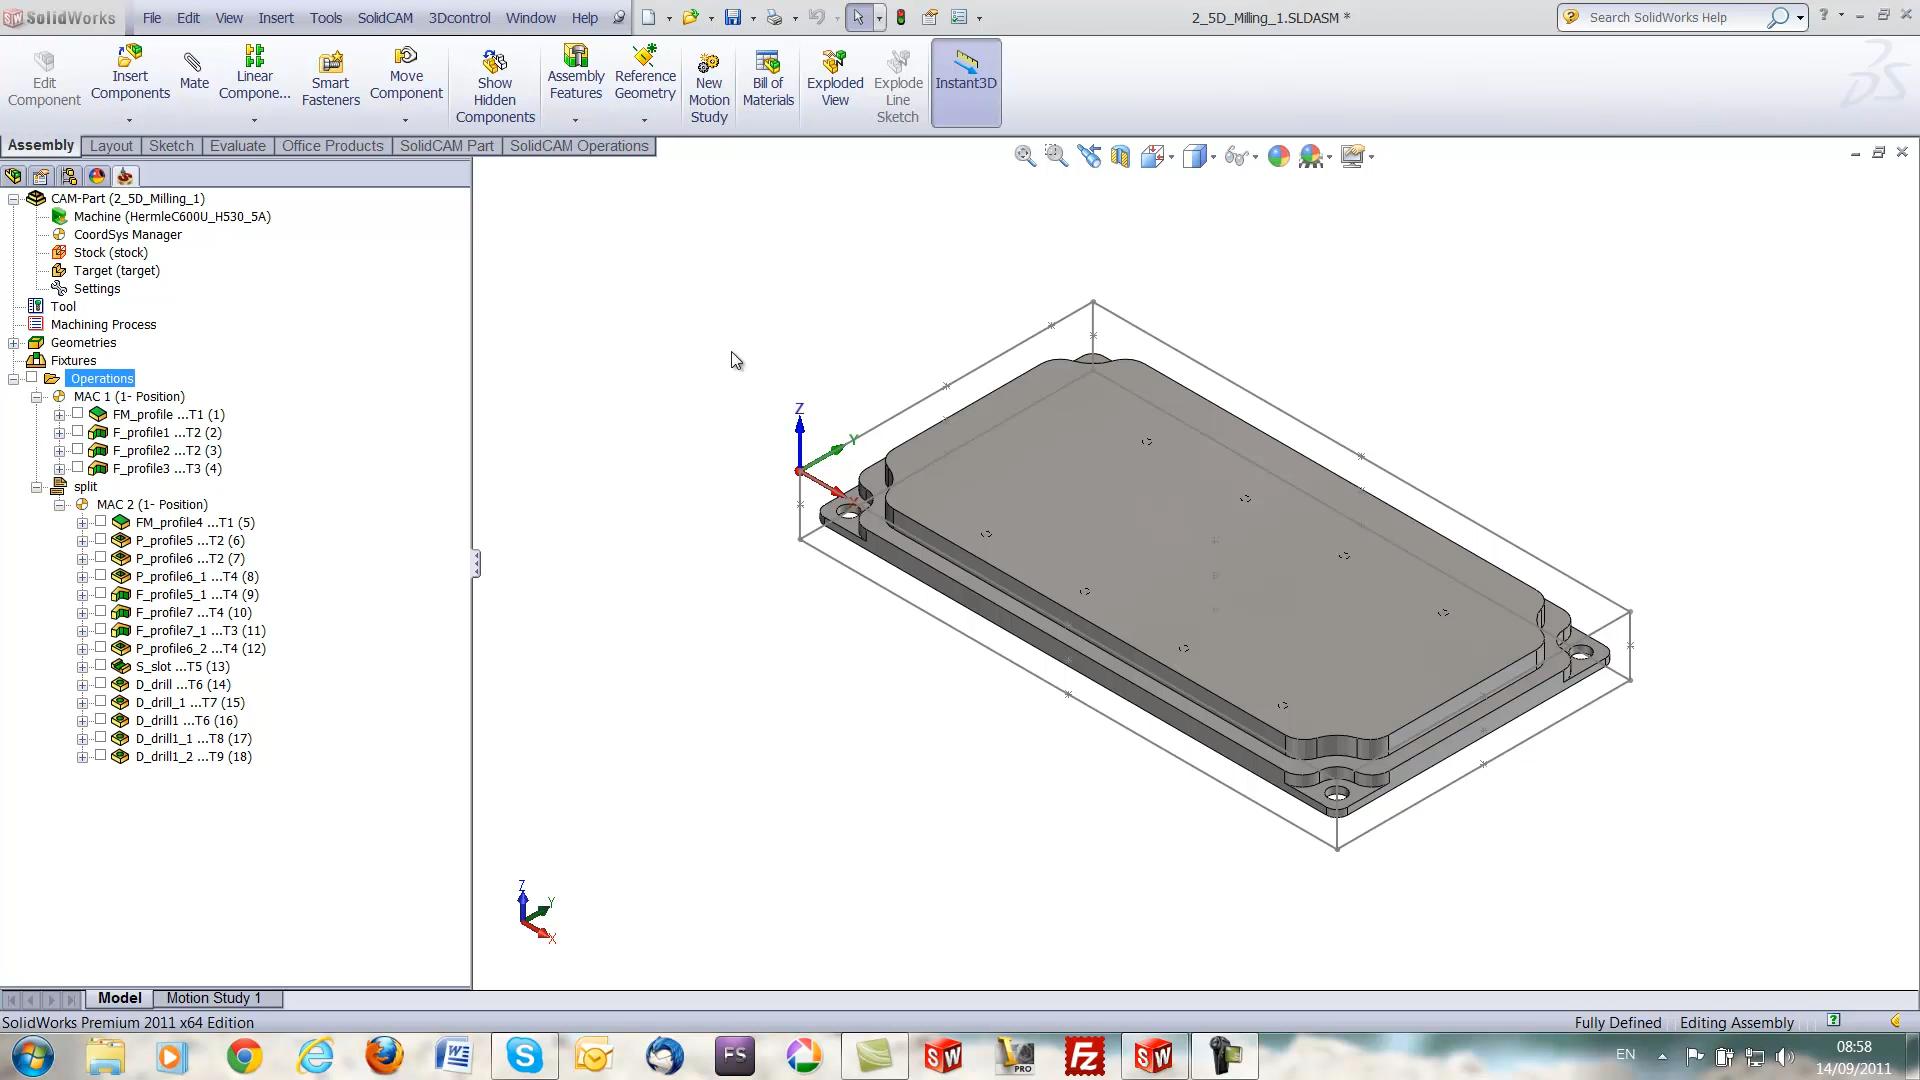 SolidWorks File Edit View Insert Tools SolidCAM 3Dcontrol Window Help 2_5D_Milling_1.SLDASM * Search SolidWorks Help
Edit Component
Insert Components
Mate
Linear Compone...
Smart Fasteners
Move Component
Show Hidden Components
Assembly Features
Reference Geometry
New Motion Study
Bill of Materials
Exploded View
Explode Line Sketch
Instant3D
Assembly Layout Sketch Evaluate Office Products SolidCAM Part SolidCAM Operations
CAM-Part (2_5D_Milling_1)
Machine (HermleC600U_H530_5A)
CoordSys Manager
Stock (stock)
Target (target)
Settings
Tool
Machining Process
Geometries
Fixtures
Operations
MAC 1 (1- Position)
FM_profile ...T1 (1)
F_profile1 ...T2 (2)
F_profile2 ...T2 (3)
F_profile3 ...T3 (4)
split
MAC 2 (1- Position)
FM_profile4 ...T1 (5)
P_profile5 ...T2 (6)
P_profile6 ...T2 (7)
P_profile6_1 ...T4 (8)
F_profile5_1 ...T4 (9)
F_profile7 ...T4 (10)
F_profile7_1 ...T3 (11)
P_profile6_2 ...T4 (12)
S_slot ...T5 (13)
D_drill ...T6 (14)
D_drill_1 ...T7 (15)
D_drill1 ...T6 (16)
D_drill1_1 ...T8 (17)
D_drill1_2 ...T9 (18)
Z
Y
Z
Y
X
Model Motion Study 1
SolidWorks Premium 2011 x64 Edition Fully Defined Editing Assembly
EN 08:58
14/09/2011